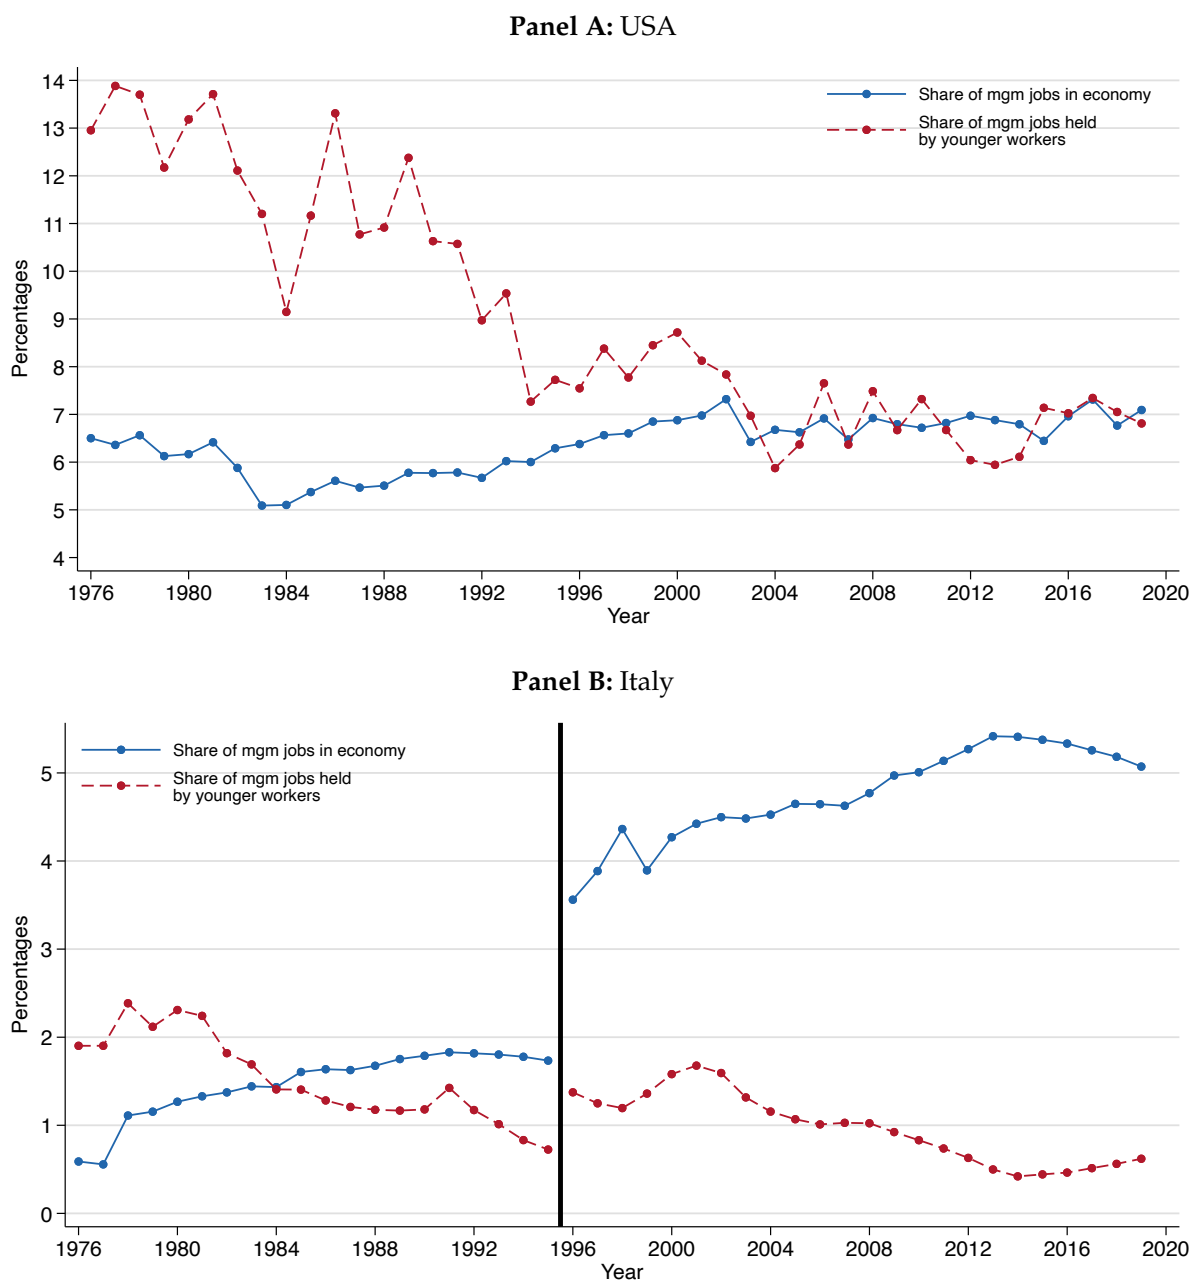 Panel A: USA
14
13
12
11
10
9
8
7
6
5
4
Percentages
Share of mgm jobs in economy
Share of mgm jobs held
by younger workers
1976 1980 1984 1988 1992 1996 2000 2004 2008 2012 2016 2020
Year
Panel B: Italy
Share of mgm jobs in economy
Share of mgm jobs held
by younger workers
5
4
3
2
1
0
Percentages
1976 1980 1984 1988 1992 1996 2000 2004 2008 2012 2016 2020
Year